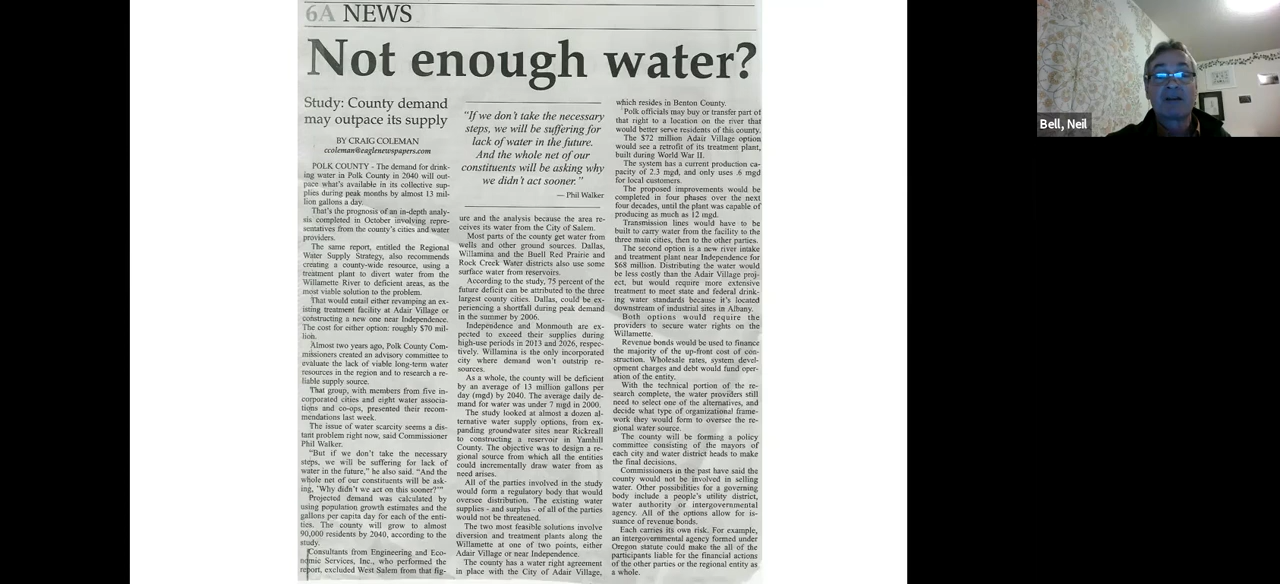 6A NEWS
Not enough water?
Study: County demand
may outpace its supply
BY CRAIG COLEMAN
ccoleman@eaglenewspapers.com
POLK COUNTY - The demand for drink-
ing water in Polk County in 2040 will out-
pace what's available in its collective sup-
plies during peak months by almost 13 mil-
lion gallons a day.
That's the prognosis of an in-depth analy-
sis completed in October involving repre-
sentatives from the county's cities and water
providers.
The same report, entitled the Regional
Water Supply Strategy, also recommends
creating a county-wide resource, using a
treatment plant to divert water from the
Willamette River to deficient areas, as the
most viable solution to the problem.
That would entail either revamping an ex-
isting treatment facility at Adair Village or
constructing a new one near Independence.
The cost for either option: roughly $70 mil-
lion.
Almost two years ago, Polk County Com-
missioners created an advisory committee to
evaluate the lack of viable long-term water
resources in the region and to research a re-
liable supply source.
That group, with members from five in-
corporated cities and eight water associa-
tions and co-ops, presented their recom-
mendations last week.
The issue of water scarcity seems a dis-
tant problem right now, said Commissioner
Phil Walker.
"But if we don't take the necessary
steps, we will be suffering for lack of
water in the future," he also said. "And the
whole net of our constituents will be ask-
ing, 'Why didn't we act on this sooner?'"
Projected demand was calculated by
using population growth estimates and the
gallons per capita day for each of the enti-
ties. The county will grow to almost
90,000 residents by 2040, according to the
study.
Consultants from Engineering and Eco-
nomic Services, Inc., who performed the
report, excluded West Salem from that fig-
"If we don't take the necessary
steps, we will be suffering for
lack of water in the future.
And the whole net of our
constituents will be asking why
we didn't act sooner."
— Phil Walker
ure and the analysis because the area re-
ceives its water from the City of Salem.
Most parts of the county get water from
wells and other ground sources. Dallas,
Willamina and the Buell Red Prairie and
Rock Creek Water districts also use some
surface water from reservoirs.
According to the study, 75 percent of the
future deficit can be attributed to the three
largest county cities. Dallas, could be ex-
periencing a shortfall during peak demand
in the summer by 2006.
Independence and Monmouth are ex-
pected to exceed their supplies during
high-use periods in 2013 and 2026, respec-
tively. Willamina is the only incorporated
city where demand won't outstrip re-
sources.
As a whole, the county will be deficient
by an average of 13 million gallons per
day (mgd) by 2040. The average daily de-
mand for water was under 7 mgd in 2000.
The study looked at almost a dozen al-
ternative water supply options, from ex-
panding groundwater sites near Rickreall
to constructing a reservoir in Yamhill
County. The objective was to design a re-
gional source from which all the entities
could incrementally draw water from as
need arises.
All of the parties involved in the study
would form a regulatory body that would
oversee distribution. The existing water
supplies - and surplus - of all of the parties
would not be threatened.
The two most feasible solutions involve
diversion and treatment plants along the
Willamette at one of two points, either
Adair Village or near Independence.
The county has a water right agreement
in place with the City of Adair Village,
which resides in Benton County.
Polk officials may buy or transfer part of
that right to a location on the river that
would better serve residents of this county.
The $72 million Adair Village option
would see a retrofit of its treatment plant,
built during World War II.
The system has a current production ca-
pacity of 2.3 mgd, and only uses .6 mgd
for local customers.
The proposed improvements would be
completed in four phases over the next
four decades, until the plant was capable of
producing as much as 12 mgd.
Transmission lines would have to be
built to carry water from the facility to the
three main cities, then to the other parties.
The second option is a new river intake
and treatment plant near Independence for
$68 million. Distributing the water would
be less costly than the Adair Village proj-
ect, but would require more extensive
treatment to meet state and federal drink-
ing water standards because it's located
downstream of industrial sites in Albany.
Both options would require the
providers to secure water rights on the
Willamette.
Revenue bonds would be used to finance
the majority of the up-front cost of con-
struction. Wholesale rates, system devel-
opment charges and debt would fund oper-
ation of the entity.
With the technical portion of the re-
search complete, the water providers still
need to select one of the alternatives, and
decide what type of organizational frame-
work they would form to oversee the re-
gional water source.
The county will be forming a policy
committee consisting of the mayors of
each city and water district heads to make
the final decisions.
Commissioners in the past have said the
county would not be involved in selling
water. Other possibilities for a governing
body include a people's utility district,
water authority or intergovernmental
agency. All of the options allow for is-
suance of revenue bonds.
Each carries its own risk. For example,
an intergovernmental agency formed under
Oregon statute could make the all of the
participants liable for the financial actions
of the other parties or the regional entity as
a whole.
Bell, Neil